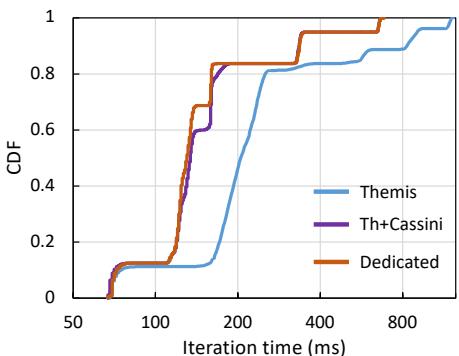 1
0.8
0.6
0.4
0.2
0
CDF
Themis
Th+Cassini
Dedicated
50 100 200 400 800
Iteration time (ms)